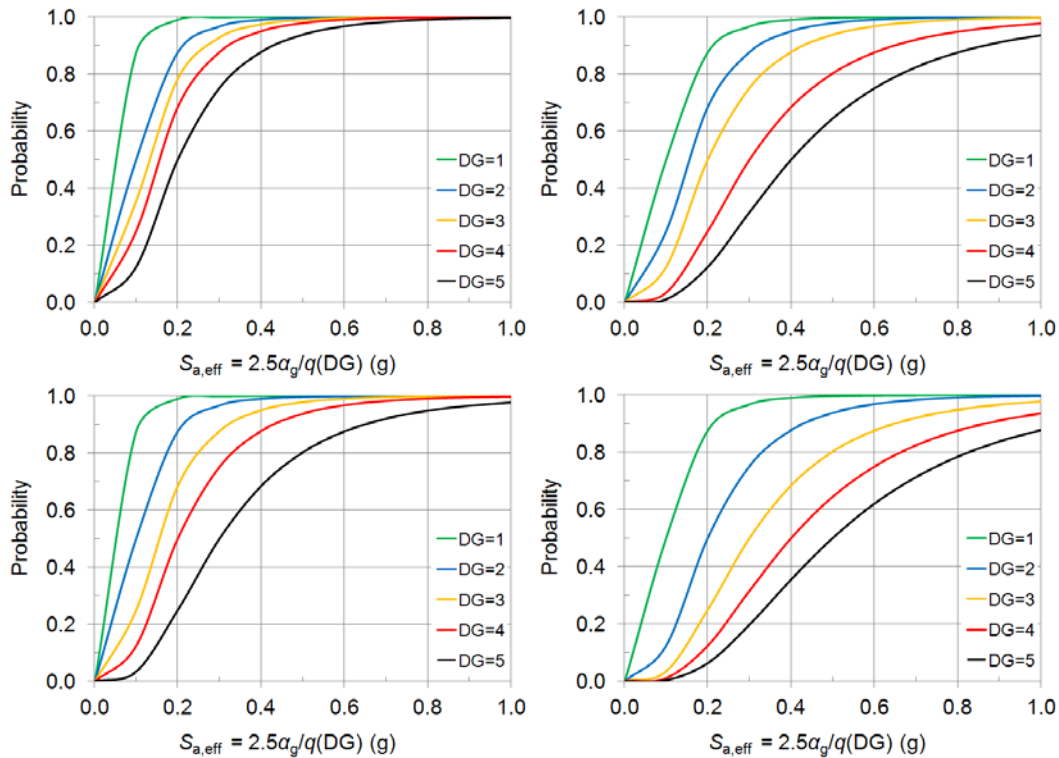 Probability
1.0
0.8
0.6
0.4
0.2
0.0
DG=1
DG=2
DG=3
DG=4
DG=5
0.0 0.2 0.4 0.6 0.8 1.0
Sa,eff = 2.5αg/q(DG) (g)
Probability
1.0
0.8
0.6
0.4
0.2
0.0
DG=1
DG=2
DG=3
DG=4
DG=5
0.0 0.2 0.4 0.6 0.8 1.0
Sa,eff = 2.5αg/q(DG) (g)
Probability
1.0
0.8
0.6
0.4
0.2
0.0
DG=1
DG=2
DG=3
DG=4
DG=5
0.0 0.2 0.4 0.6 0.8 1.0
Sa,eff = 2.5αg/q(DG) (g)
Probability
1.0
0.8
0.6
0.4
0.2
0.0
DG=1
DG=2
DG=3
DG=4
DG=5
0.0 0.2 0.4 0.6 0.8 1.0
Sa,eff = 2.5αg/q(DG) (g)